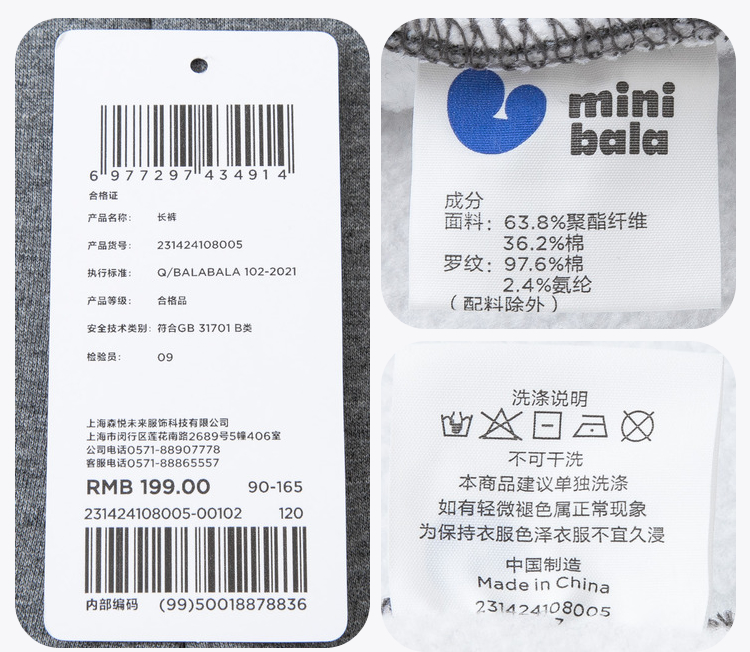 6 977297 434914
合格证
产品名称： 长裤
产品货号： 231424108005
执行标准： Q/BALABALA 102-2021
产品等级： 合格品
安全技术类别： 符合GB 31701 B类
检验员： 09
上海森悦未来服饰科技有限公司
上海市闵行区莲花南路2689号5幢406室
公司电话0571-88907778
客服电话0571-88865557
RMB 199.00 90-165
231424108005-00102 120
内部编码 (99)50018878836
mini
bala
成分
面料：63.8%聚酯纤维
36.2%棉
罗纹：97.6%棉
2.4%氨纶
（配料除外）
洗涤说明
不可干洗
本商品建议单独洗涤
如有轻微褪色属正常现象
为保持衣服色泽衣服不宜久浸
中国制造
Made in China
231424108005